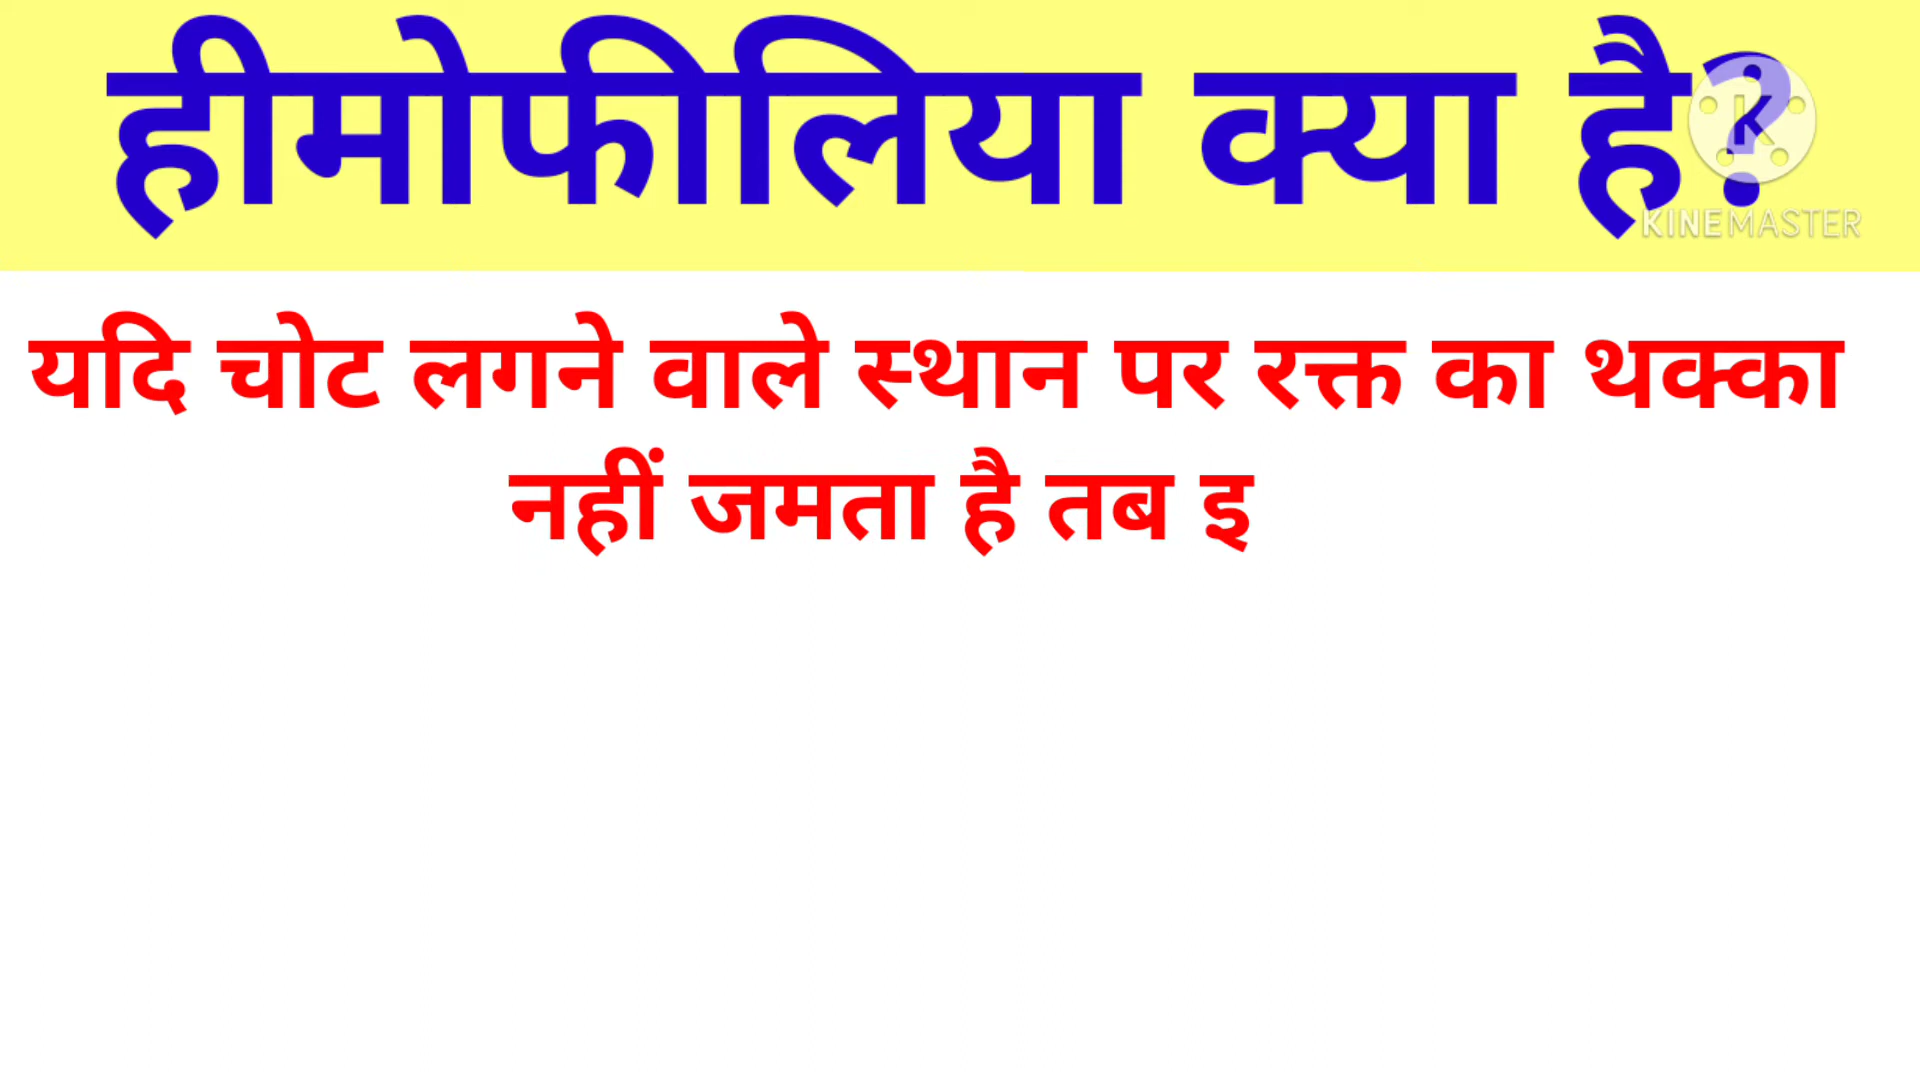 हीमोफीलिया क्या है?
KINEMASTER
यदि चोट लगने वाले स्थान पर रक्त का थक्का
नहीं जमता है तब इ